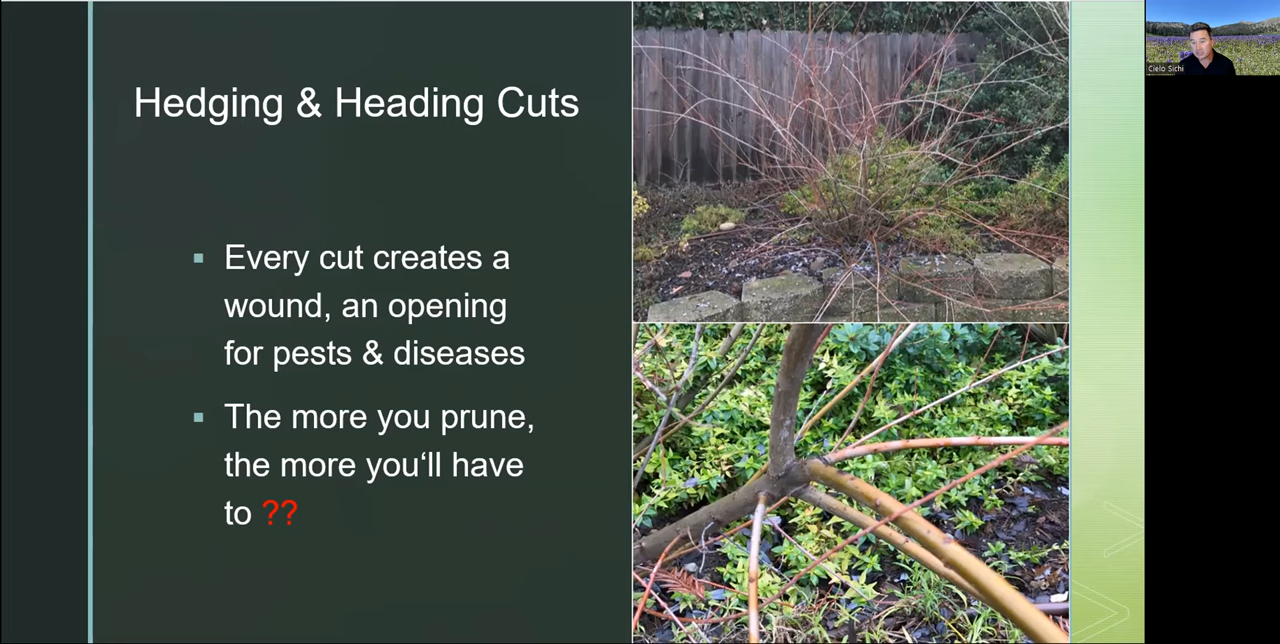 Hedging & Heading Cuts
Every cut creates a
wound, an opening
for pests & diseases
The more you prune,
the more you‘ll have
to ??
Cielo Sichi